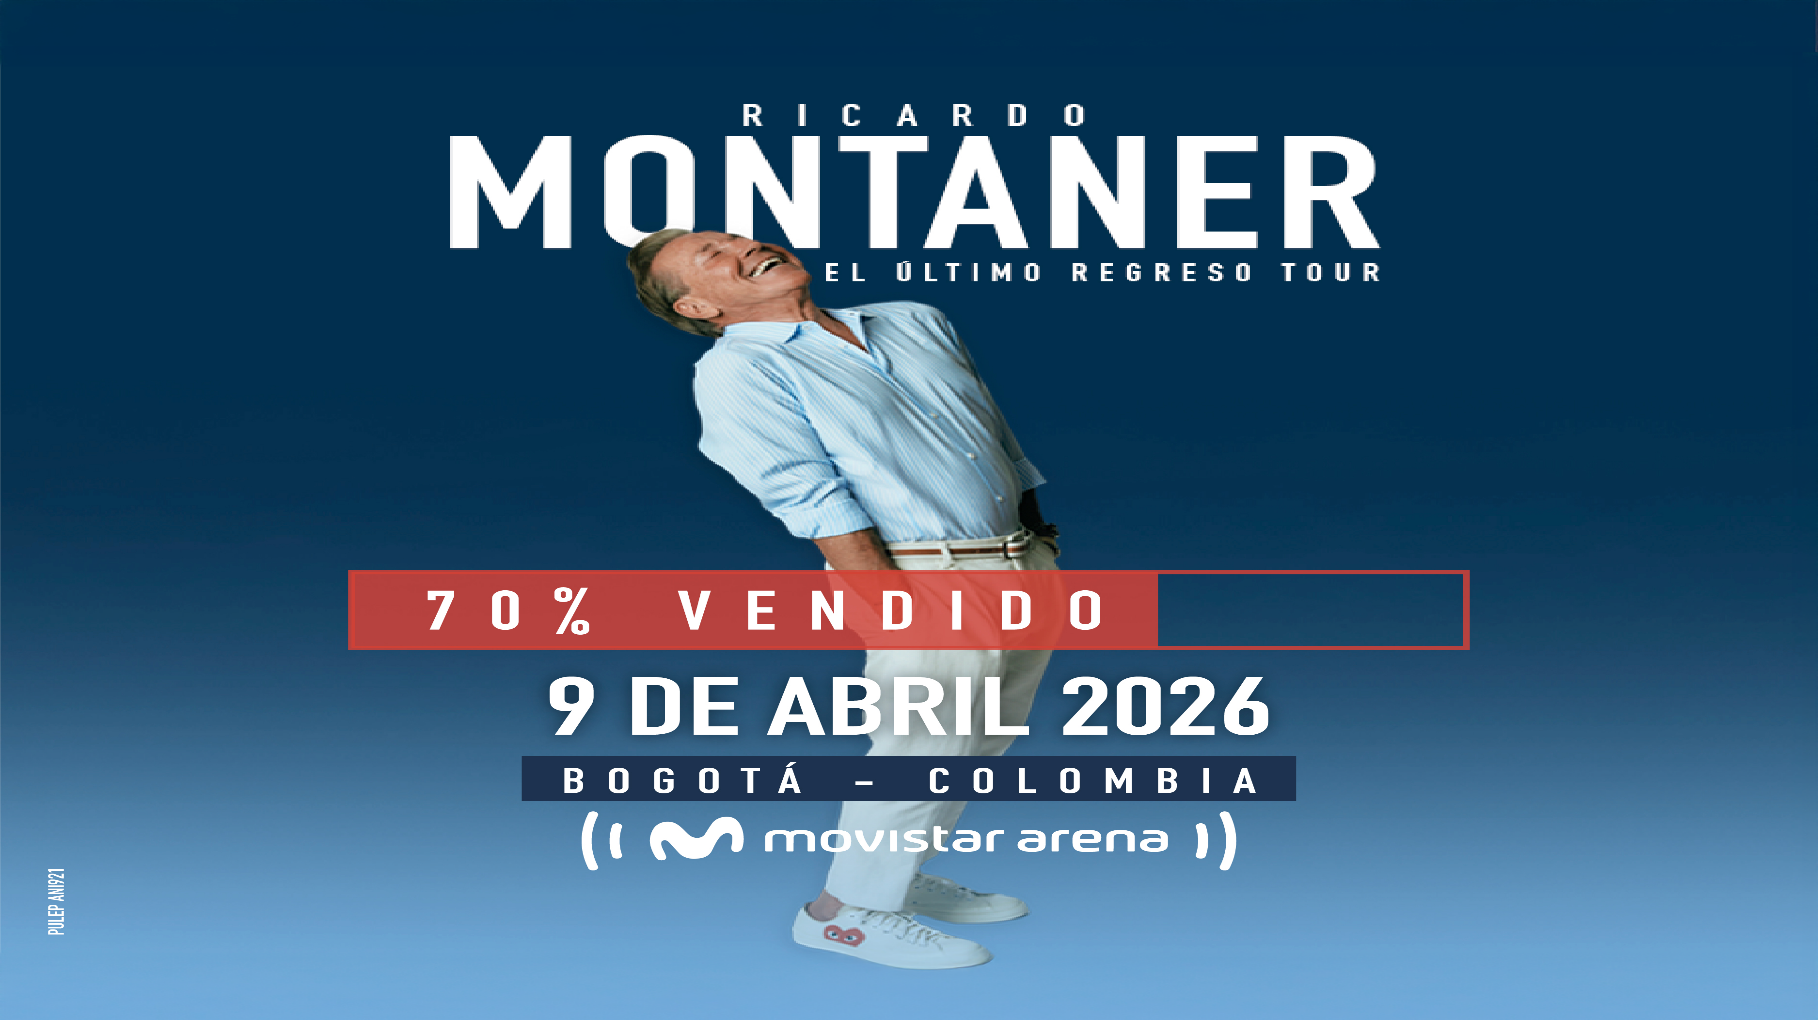 RICARDO
MONTANER
EL ÚLTIMO REGRESO TOUR
70% VENDIDO
9 DE ABRIL 2026
BOGOTÁ – COLOMBIA
movistar arena
PULEP ANI921